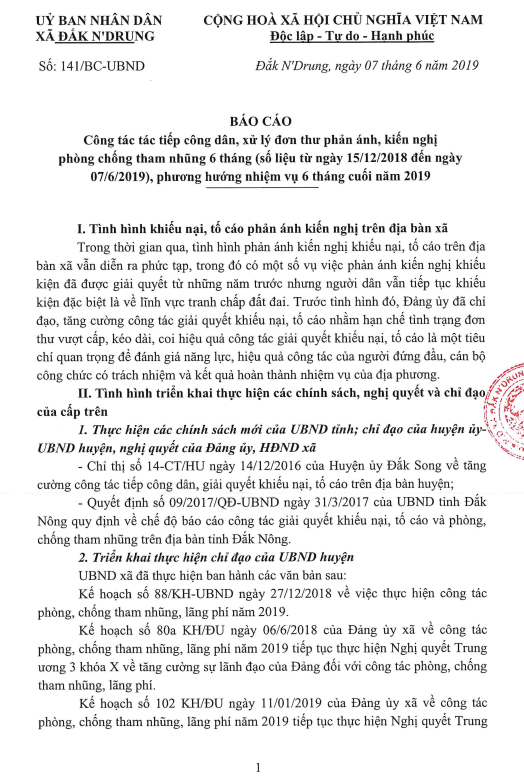 UỶ BAN NHÂN DÂN
XÃ ĐẮK N'DRUNG
CỘNG HOÀ XÃ HỘI CHỦ NGHĨA VIỆT NAM
Độc lập - Tự do - Hạnh phúc
Số: 141/BC-UBND
Đắk N'Drung, ngày 07 tháng 6 năm 2019
BÁO CÁO
Công tác tác tiếp công dân, xử lý đơn thư phản ánh, kiến nghị
phòng chống tham nhũng 6 tháng (số liệu từ ngày 15/12/2018 đến ngày
07/6/2019), phương hướng nhiệm vụ 6 tháng cuối năm 2019
I. Tình hình khiếu nại, tố cáo phản ánh kiến nghị trên địa bàn xã
Trong thời gian qua, tình hình phản ánh kiến nghị khiếu nại, tố cáo trên địa
bàn xã vẫn diễn ra phức tạp, trong đó có một số vụ việc phản ánh kiến nghị khiếu
kiện đã được giải quyết từ những năm trước nhưng người dân vẫn tiếp tục khiếu
kiện đặc biệt là về lĩnh vực tranh chấp đất đai. Trước tình hình đó, Đảng ủy đã chỉ
đạo, tăng cường công tác giải quyết khiếu nại, tố cáo nhằm hạn chế tình trạng đơn
thư vượt cấp, kéo dài, coi hiệu quả công tác giải quyết khiếu nại, tố cáo là một tiêu
chí quan trọng để đánh giá năng lực, hiệu quả công tác của người đứng đầu, cán bộ
công chức có trách nhiệm và kết quả hoàn thành nhiệm vụ của địa phương.
II. Tình hình triển khai thực hiện các chính sách, nghị quyết và chỉ đạo
của cấp trên
1. Thực hiện các chính sách mới của UBND tỉnh; chỉ đạo của huyện ủy-
UBND huyện, nghị quyết của Đảng ủy, HĐND xã
- Chỉ thị số 14-CT/HU ngày 14/12/2016 của Huyện ủy Đắk Song về tăng
cường công tác tiếp công dân, giải quyết khiếu nại, tố cáo trên địa bàn huyện;
- Quyết định số 09/2017/QĐ-UBND ngày 31/3/2017 của UBND tỉnh Đắk
Nông quy định về chế độ báo cáo công tác giải quyết khiếu nại, tố cáo và phòng,
chống tham nhũng trên địa bàn tỉnh Đắk Nông.
2. Triển khai thực hiện chỉ đạo của UBND huyện
UBND xã đã thực hiện ban hành các văn bản sau:
Kế hoạch số 88/KH-UBND ngày 27/12/2018 về việc thực hiện công tác
phòng, chống tham nhũng, lãng phí năm 2019.
Kế hoạch số 80a KH/ĐU ngày 06/6/2018 của Đảng ủy xã về công tác
phòng, chống tham nhũng, lãng phí năm 2019 tiếp tục thực hiện Nghị quyết Trung
ương 3 khóa X về tăng cường sự lãnh đạo của Đảng đối với công tác phòng, chống
tham nhũng, lãng phí.
Kế hoạch số 102 KH/ĐU ngày 11/01/2019 của Đảng ủy xã về công tác
phòng, chống tham nhũng, lãng phí năm 2019 tiếp tục thực hiện Nghị quyết Trung
1